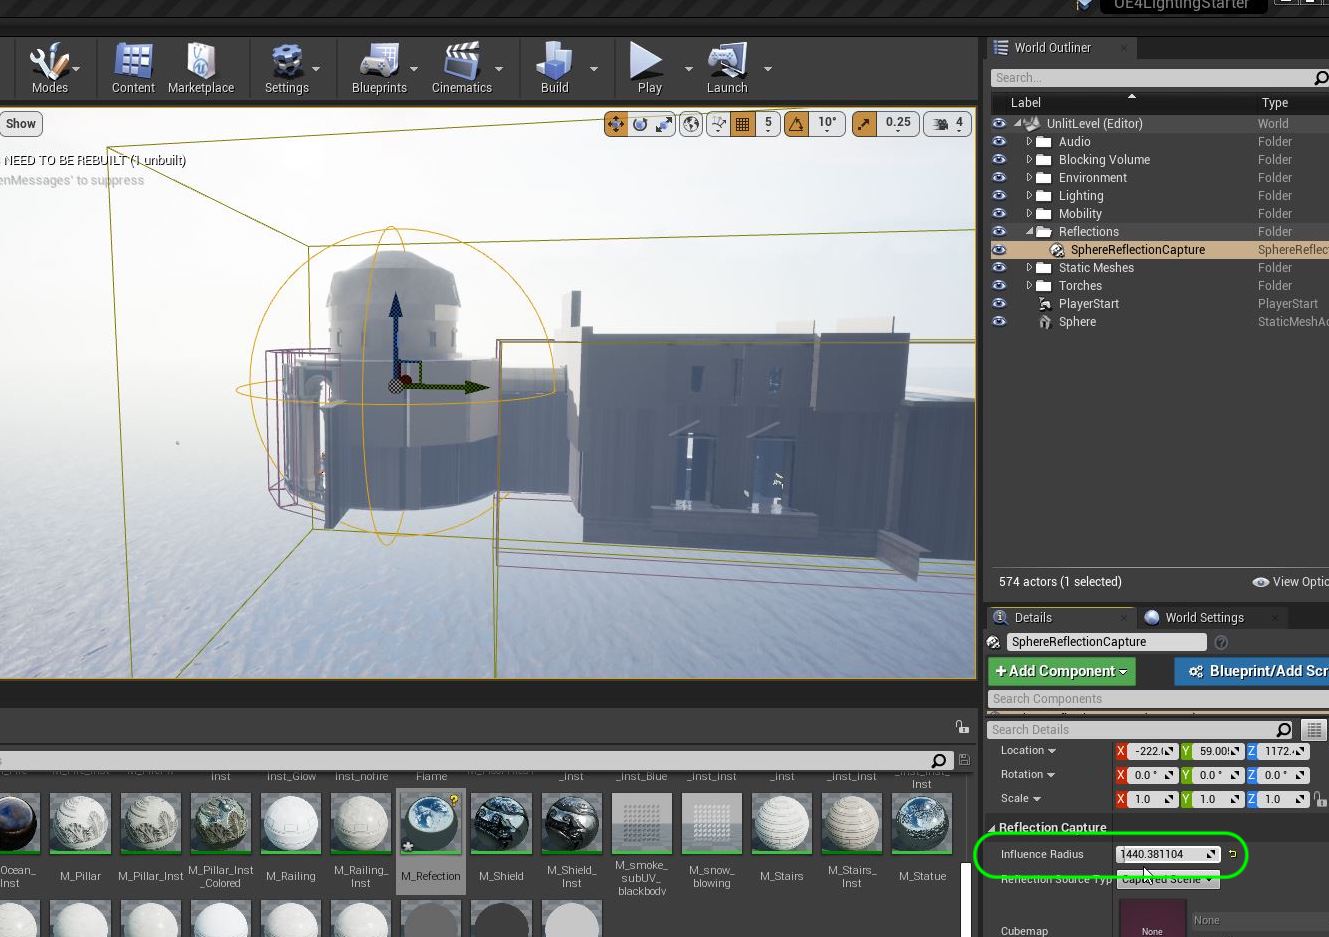 UE4LightingStarter
Modes
Content
Marketplace
Settings
Blueprints
Cinematics
Build
Play
Launch
World Outliner
Search...
Label
Type
Show
5
10°
0.25
4
NEED TO BE REBUILT (1 unbuilt)
enMessages' to suppress
UnlitLevel (Editor)
World
Audio
Folder
Blocking Volume
Folder
Environment
Folder
Lighting
Folder
Mobility
Folder
Reflections
Folder
SphereReflectionCapture
SphereReflec
Static Meshes
Folder
Torches
Folder
PlayerStart
PlayerStart
Sphere
StaticMeshAc
574 actors (1 selected)
View Optio
Details
World Settings
SphereReflectionCapture
+Add Component
Blueprint/Add Scr
Search Components
Search Details
Location
X
-222.
Y
59.00
Z
1172.
Rotation
X
0.0 °
Y
0.0 °
Z
0.0 °
Scale
X
1.0
Y
1.0
Z
1.0
Reflection Capture
Influence Radius
1440.381104
Reflection Source Typ
Captured Scene
Cubemap
None
None
Inst
Inst_Glow
Inst_nofire
Flame
_Inst
_Inst_Blue
_Inst_Inst
_Inst
_Inst_Inst
_Inst_Inst_
Inst
Ocean_
Inst
M_Pillar
M_Pillar_Inst
M_Pillar_Inst
_Colored
M_Railing
M_Railing_
Inst
M_Refection
M_Shield
M_Shield_
Inst
M_smoke_
subUV_
blackbody
M_snow_
blowing
M_Stairs
M_Stairs_
Inst
M_Statue